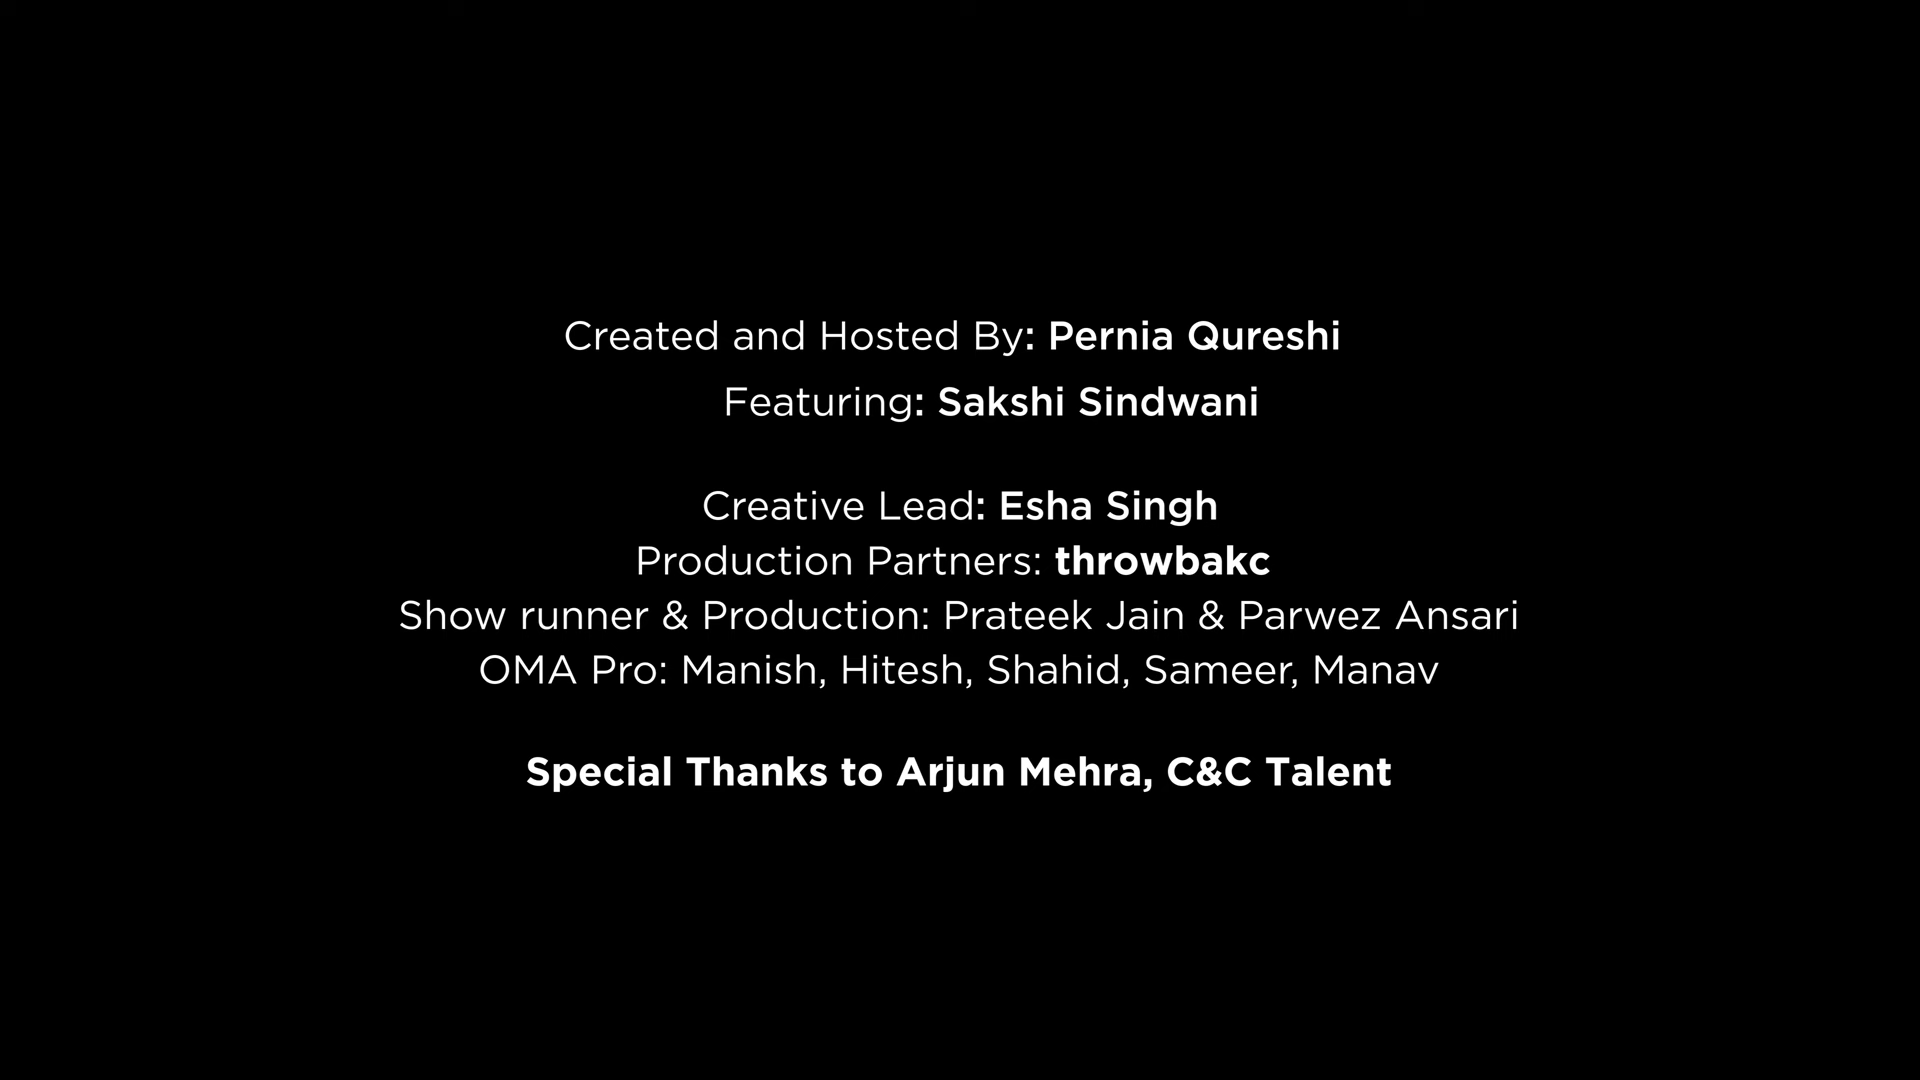 Created and Hosted By: Pernia Qureshi
Featuring: Sakshi Sindwani
Creative Lead: Esha Singh
Production Partners: throwbakc
Show runner & Production: Prateek Jain & Parwez Ansari
OMA Pro: Manish, Hitesh, Shahid, Sameer, Manav
Special Thanks to Arjun Mehra, C&C Talent